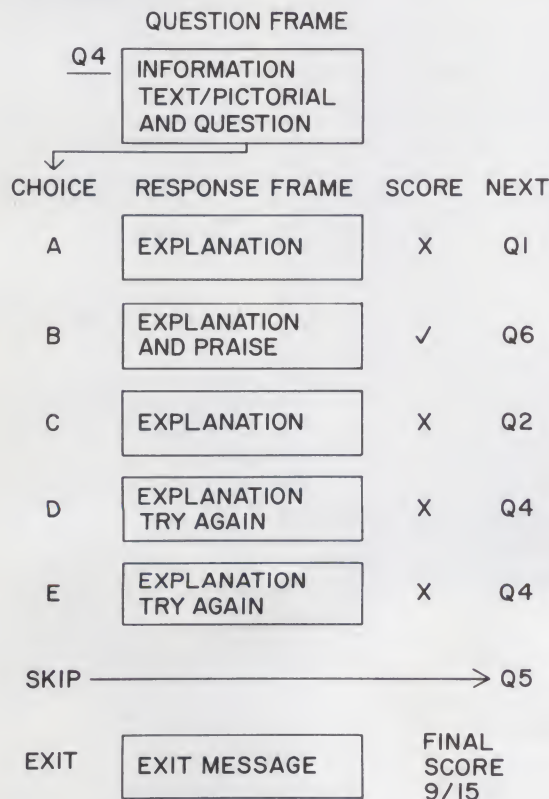 QUESTION FRAME
Q4
INFORMATION
TEXT/PICTORIAL
AND QUESTION
CHOICE RESPONSE FRAME SCORE NEXT
A EXPLANATION X Q1
B EXPLANATION
AND PRAISE ✓ Q6
C EXPLANATION X Q2
D EXPLANATION
TRY AGAIN X Q4
E EXPLANATION
TRY AGAIN X Q4
SKIP Q5
EXIT EXIT MESSAGE FINAL
SCORE
9/15